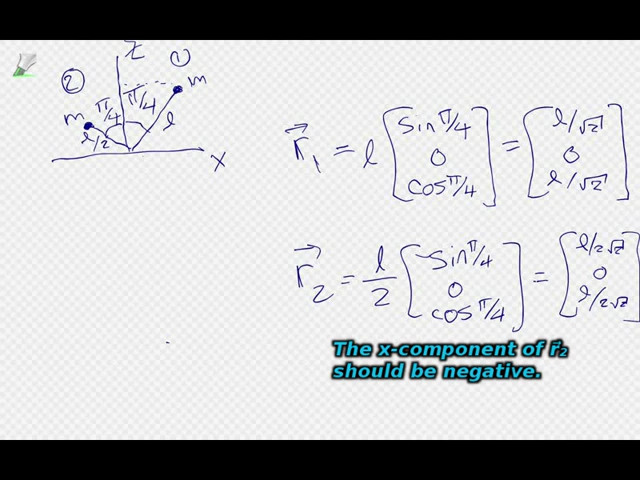 z
①
②
m
m
π/4
π/4
l/2
l
x
r⃗₁ = l [sin π/4, 0, cos π/4] = [l/√2, 0, l/√2]
r⃗₂ = l/2 [sin π/4, 0, cos π/4] = [l/2√2, 0, l/2√2]
The x-component of r⃗₂
should be negative.